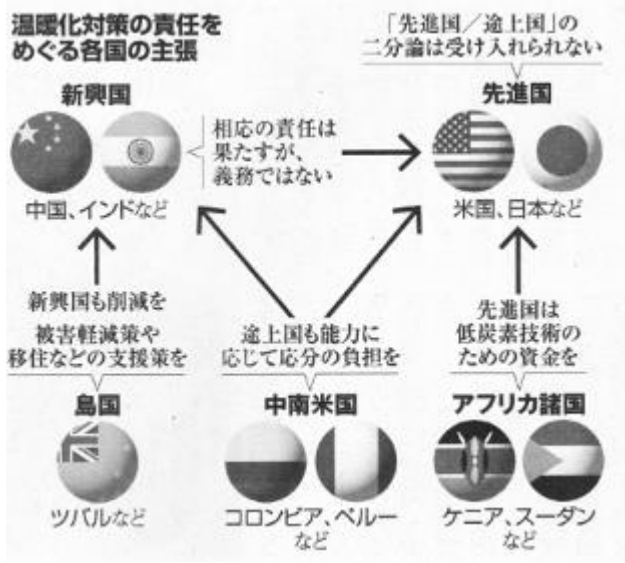 温暖化対策の責任を
めぐる各国の主張
「先進国／途上国」の
二分論は受け入れられない
新興国
先進国
相応の責任は
果たすが、
義務ではない
中国、インドなど
米国、日本など
新興国も削減を
被害軽減策や
移住などの支援策を
途上国も能力に
応じて応分の負担を
先進国は
低炭素技術の
ための資金を
島国
中南米国
アフリカ諸国
ツバルなど
コロンビア、ペルー
など
ケニア、スーダン
など